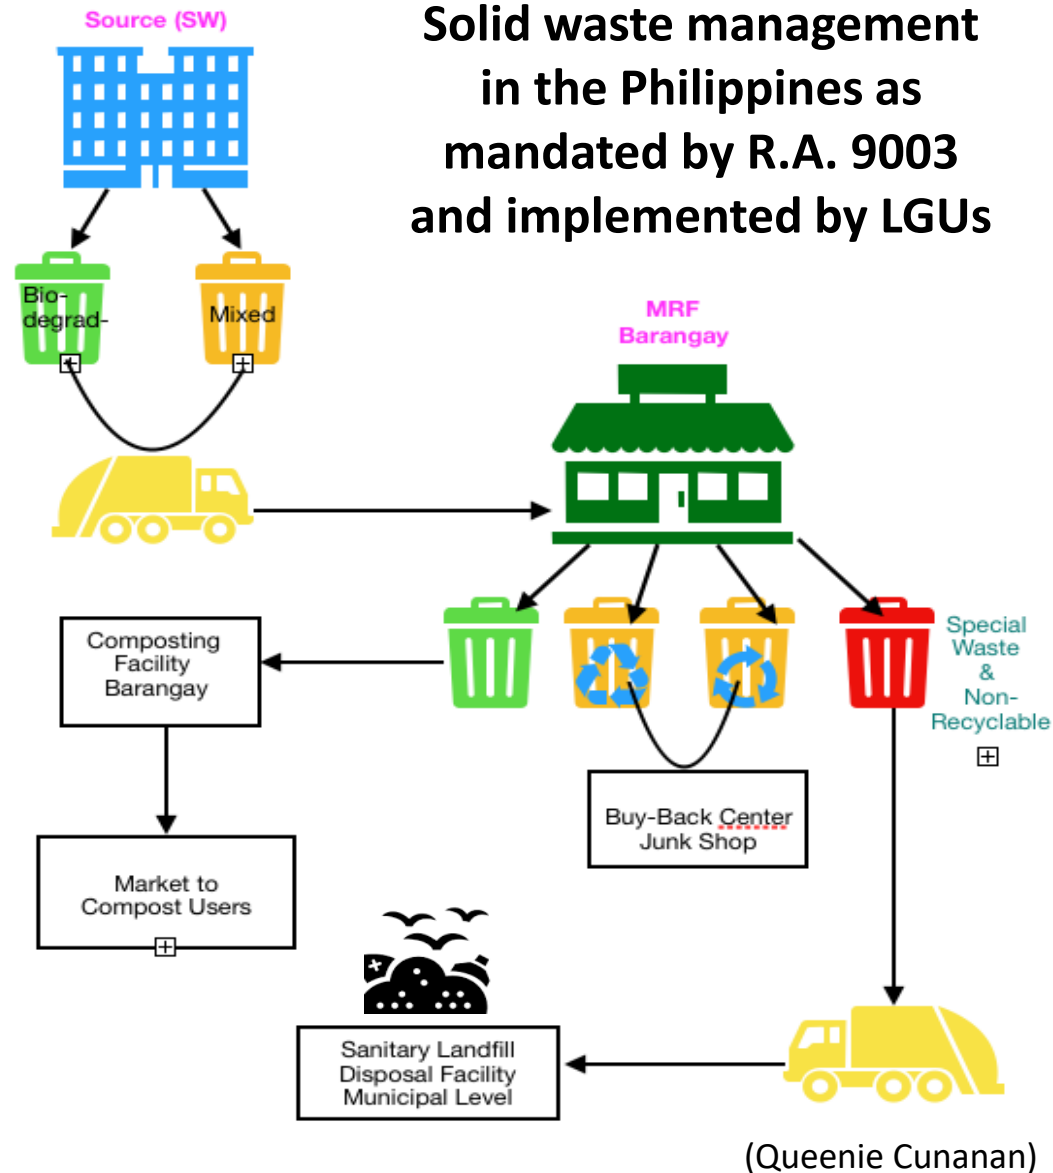 Source (SW)
Solid waste management
in the Philippines as
mandated by R.A. 9003
and implemented by LGUs
Bio-
degrad-
Mixed
MRF
Barangay
Special
Waste
&
Non-
Recyclable
Composting
Facility
Barangay
Buy-Back Center
Junk Shop
Market to
Compost Users
Sanitary Landfill
Disposal Facility
Municipal Level
(Queenie Cunanan)